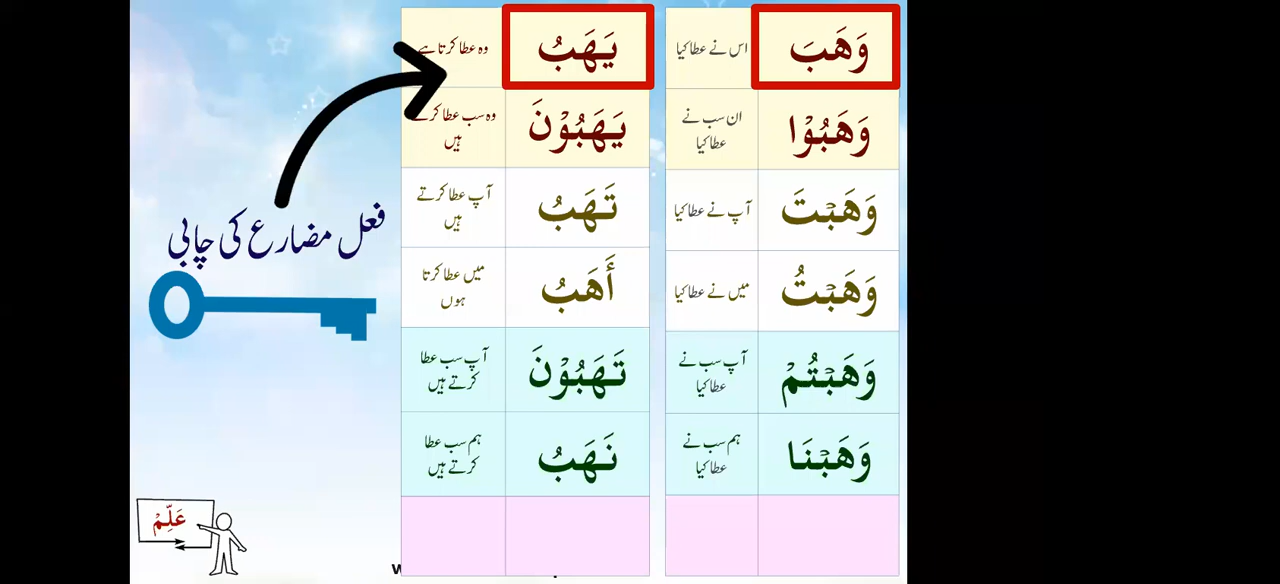 وَهَبَ
اس نے عطا کیا
يَهَبُ
وہ عطا کرتا ہے
وَهَبُوْا
ان سب نے
عطا کیا
يَهَبُوْنَ
وہ سب عطا کرتے
ہیں
وَهَبْتَ
آپ نے عطا کیا
تَهَبُ
آپ عطا کرتے
ہیں
وَهَبْتُ
میں نے عطا کیا
أَهَبُ
میں عطا کرتا
ہوں
وَهَبْتُمْ
آپ سب نے
عطا کیا
تَهَبُوْنَ
آپ سب عطا
کرتے ہیں
وَهَبْنَا
ہم سب نے
عطا کیا
نَهَبُ
ہم سب عطا
کرتے ہیں
فعل مضارع کی چابی
عَلِّمْ